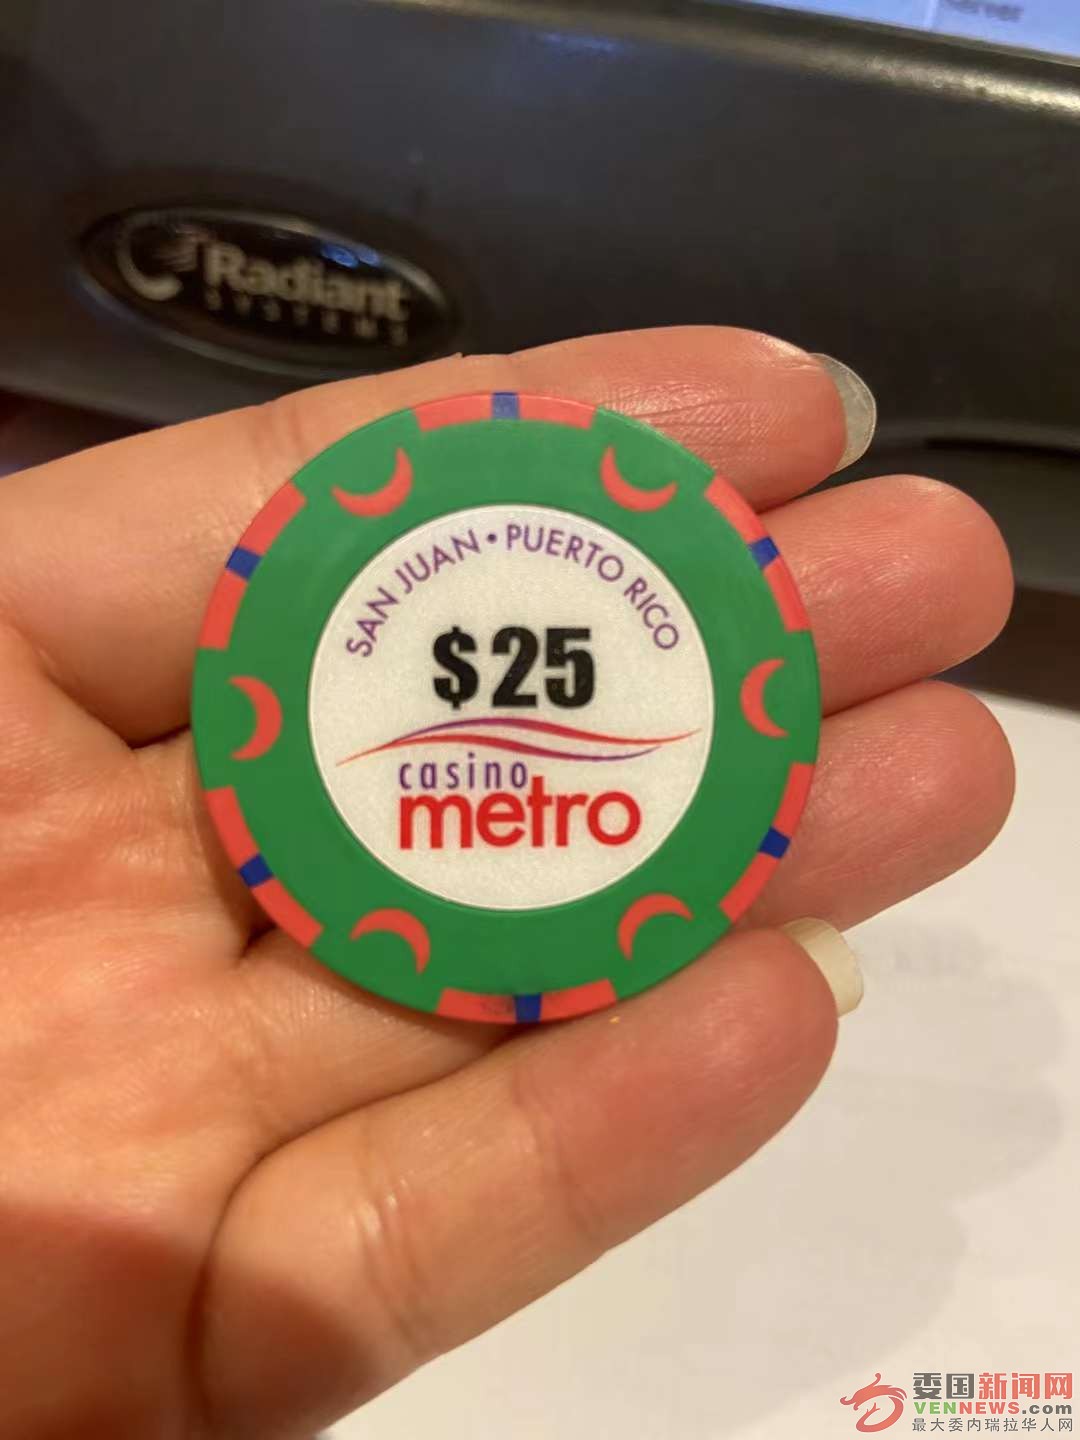 Server
Radiant
SYSTEMS
SAN JUAN • PUERTO RICO
$25
casino
metro
委国新闻网
VENNEWS.com
最大委内瑞拉华人网